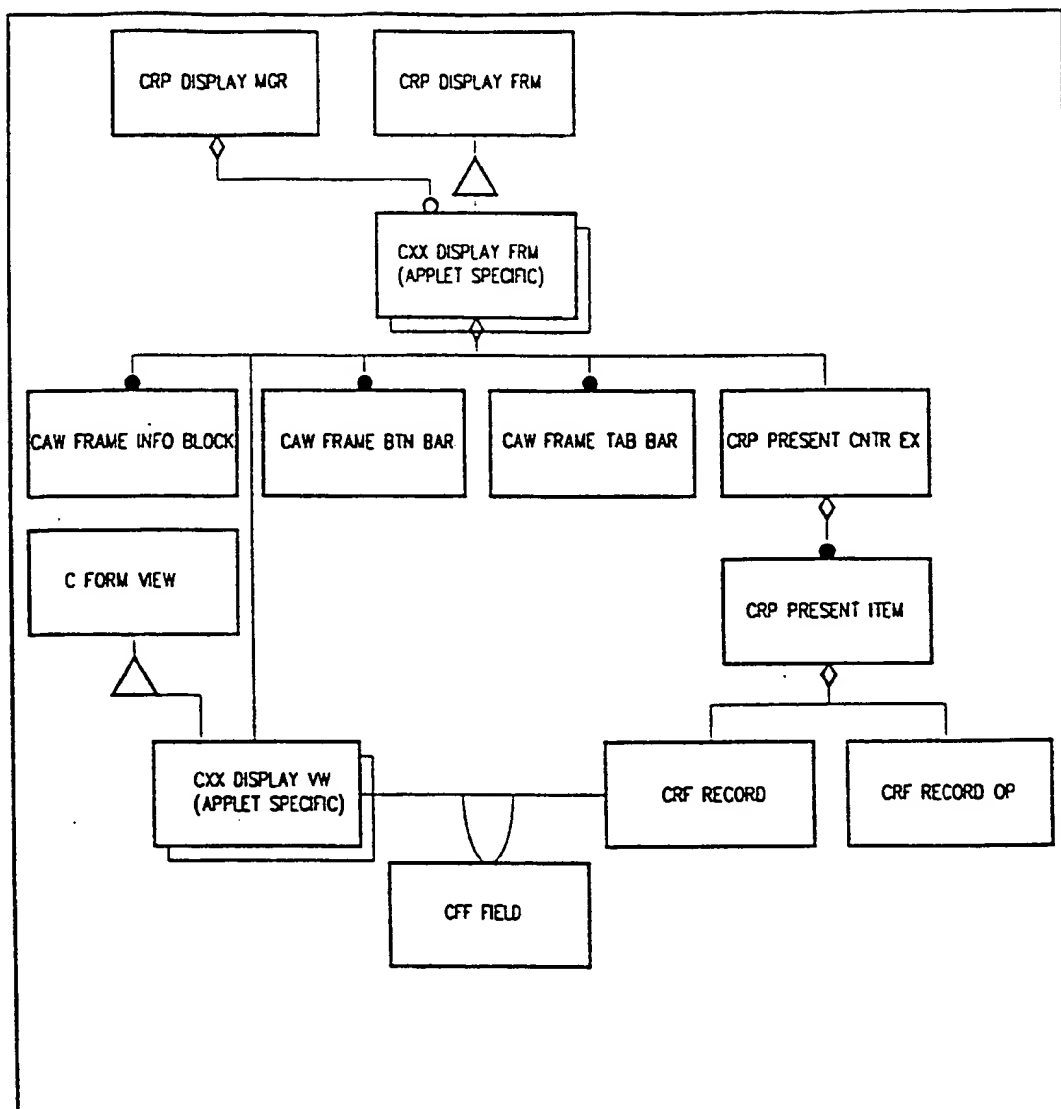 CRP DISPLAY MGR
CRP DISPLAY FRM
CXX DISPLAY FRM
(APPLET SPECIFIC)
CAW FRAME INFO BLOCK
CAW FRAME BTN BAR
CAW FRAME TAB BAR
CRP PRESENT CNTR EX
C FORM VIEW
CRP PRESENT ITEM
CXX DISPLAY VW
(APPLET SPECIFIC)
CRF RECORD
CRF RECORD OP
CFF FIELD